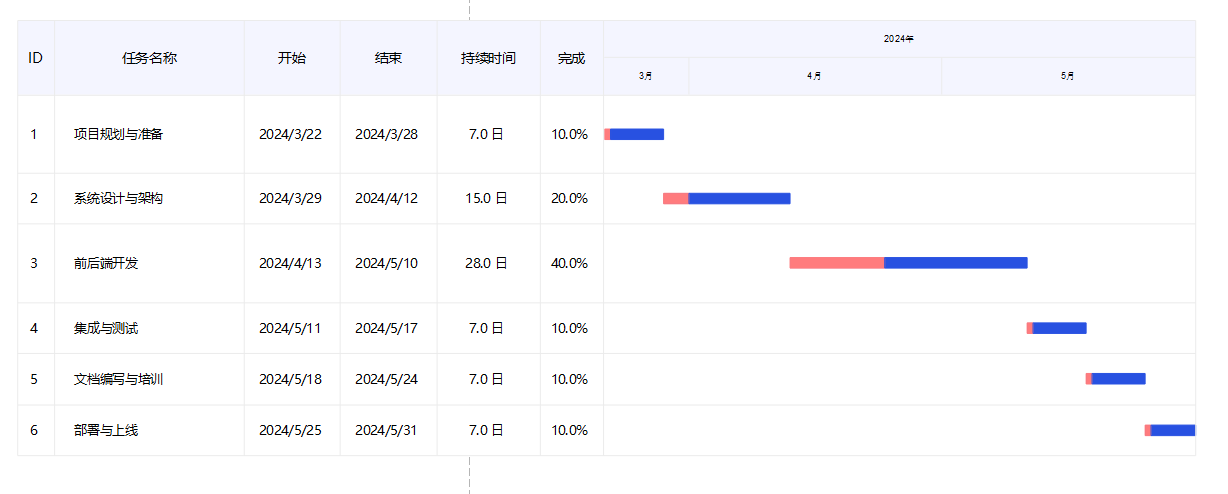 ID 任务名称 开始 结束 持续时间 完成 2024年
3月 4月 5月
1 项目规划与准备 2024/3/22 2024/3/28 7.0 日 10.0%
2 系统设计与架构 2024/3/29 2024/4/12 15.0 日 20.0%
3 前后端开发 2024/4/13 2024/5/10 28.0 日 40.0%
4 集成与测试 2024/5/11 2024/5/17 7.0 日 10.0%
5 文档编写与培训 2024/5/18 2024/5/24 7.0 日 10.0%
6 部署与上线 2024/5/25 2024/5/31 7.0 日 10.0%